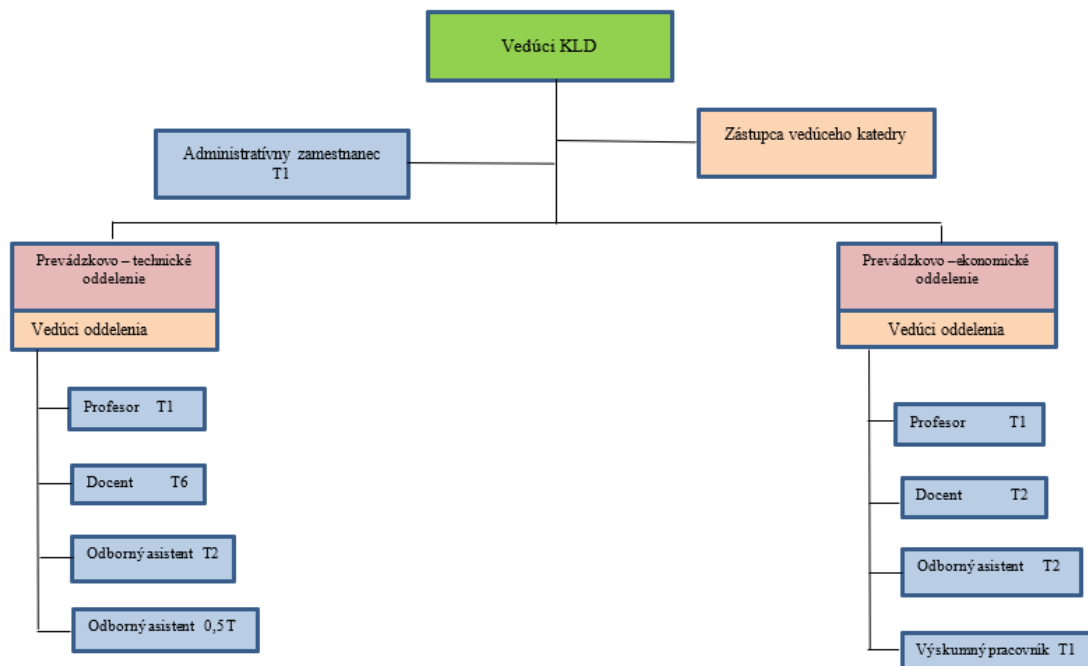 Vedúci KLD
Zástupca vedúceho katedry
Administratívny zamestnanec
T1
Prevádzkovo – technické
oddelenie
Vedúci oddelenia
Profesor T1
Docent T6
Odborný asistent T2
Odborný asistent 0,5 T
Prevádzkovo –ekonomické
oddelenie
Vedúci oddelenia
Profesor T1
Docent T2
Odborný asistent T2
Výskumný pracovník T1